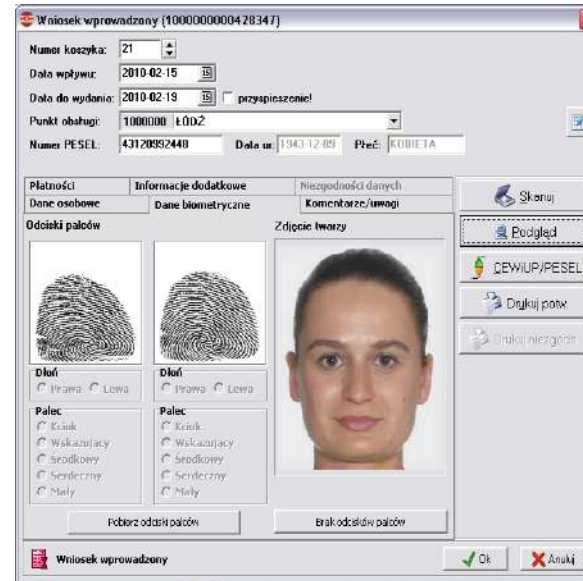 Wniosek wprowadzony (1000000000428347)
Numer koszyka: 21
Data wpływu: 2010-02-15 15
Data do wydania: 2010-02-19 15 przyspieszenie!
Punkt obsługi: 1000000 ŁÓDŹ
Numer PESEL: 43120992448 Data ur: 1943-12-09 Płeć: KOBIETA
Płatności Informacje dodatkowe Niezgodności danych
Dane osobowe Dane biometryczne Komentarze/uwagi
Odciski palców Zdjęcie twarzy
Skanuj
Podgląd
CEWiUP/PESEL
Drukuj potw.
Drukuj niezgodn.
Dłoń Dłoń
Prawa Lewa Prawa Lewa
Palec Palec
Kciuk Kciuk
Wskazujący Wskazujący
Środkowy Środkowy
Serdeczny Serdeczny
Mały Mały
Pobierz odciski palców Brak odcisków palców
Wniosek wprowadzony Ok Anuluj